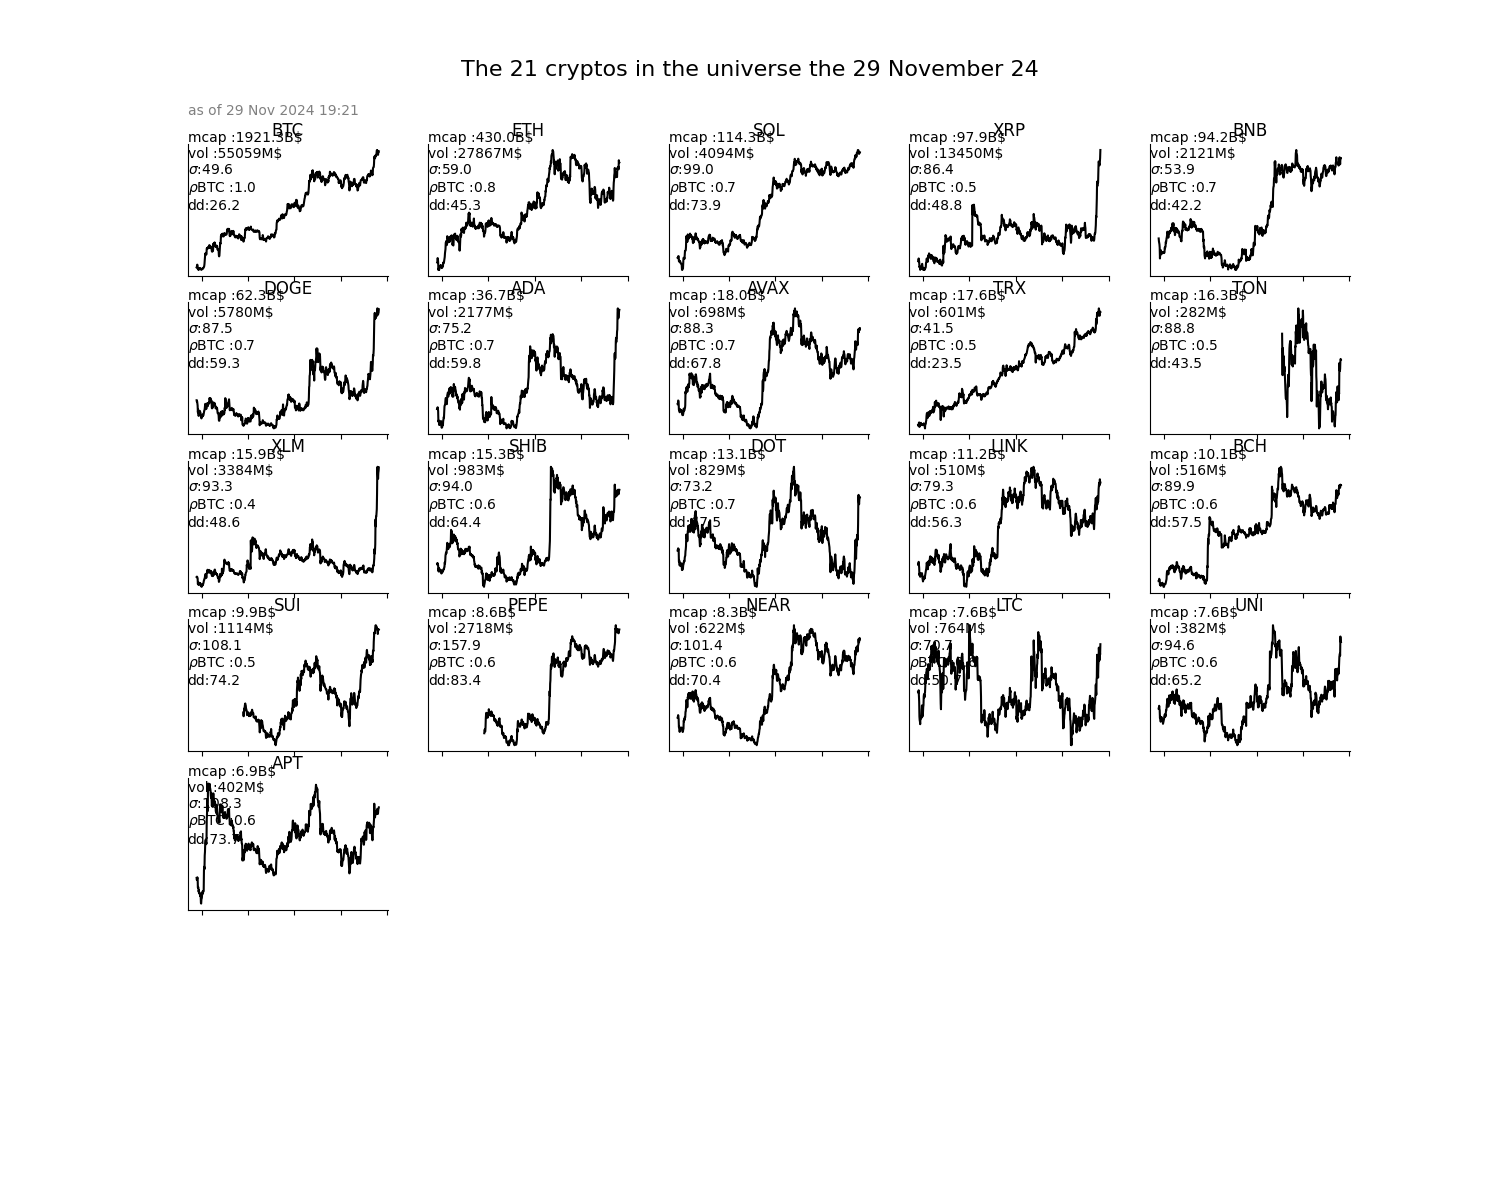 The 21 cryptos in the universe the 29 November 24
as of 29 Nov 2024 19:21
BTC
mcap :1921.3B$
vol :55059M$
σ:49.6
ρBTC :1.0
dd:26.2
ETH
mcap :430.0B$
vol :27867M$
σ:59.0
ρBTC :0.8
dd:45.3
SOL
mcap :114.3B$
vol :4094M$
σ:99.0
ρBTC :0.7
dd:73.9
XRP
mcap :97.9B$
vol :13450M$
σ:86.4
ρBTC :0.5
dd:48.8
BNB
mcap :94.2B$
vol :2121M$
σ:53.9
ρBTC :0.7
dd:42.2
DOGE
mcap :62.3B$
vol :5780M$
σ:87.5
ρBTC :0.7
dd:59.3
ADA
mcap :36.7B$
vol :2177M$
σ:75.2
ρBTC :0.7
dd:59.8
AVAX
mcap :18.0B$
vol :698M$
σ:88.3
ρBTC :0.7
dd:67.8
TRX
mcap :17.6B$
vol :601M$
σ:41.5
ρBTC :0.5
dd:23.5
TON
mcap :16.3B$
vol :282M$
σ:88.8
ρBTC :0.5
dd:43.5
XLM
mcap :15.9B$
vol :3384M$
σ:93.3
ρBTC :0.4
dd:48.6
SHIB
mcap :15.3B$
vol :983M$
σ:94.0
ρBTC :0.6
dd:64.4
DOT
mcap :13.1B$
vol :829M$
σ:73.2
ρBTC :0.7
LINK
mcap :11.2B$
vol :510M$
σ:79.3
ρBTC :0.6
dd:56.3
BCH
mcap :10.1B$
vol :516M$
σ:89.9
ρBTC :0.6
dd:57.5
SUI
mcap :9.9B$
vol :1114M$
σ:108.1
ρBTC :0.5
dd:74.2
PEPE
mcap :8.6B$
vol :2718M$
σ:157.9
ρBTC :0.6
dd:83.4
NEAR
mcap :8.3B$
vol :622M$
σ:101.4
ρBTC :0.6
dd:70.4
LTC
mcap :7.6B$
vol :764M$
UNI
mcap :7.6B$
vol :382M$
σ:94.6
ρBTC :0.6
dd:65.2
APT
mcap :6.9B$
vol :402M$
σ:108.3
ρBTC :0.6